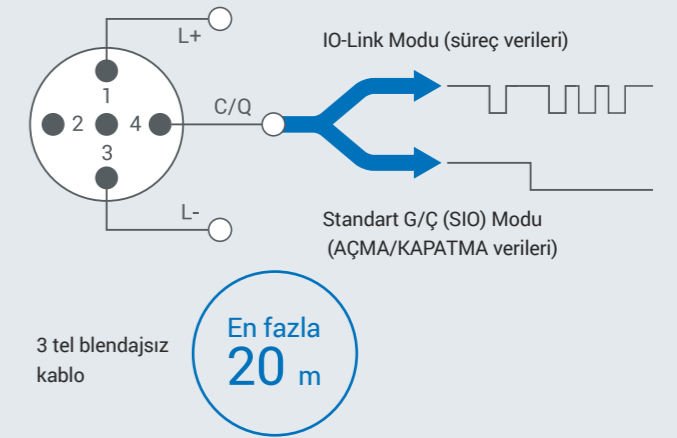 L+
IO-Link Modu (süreç verileri)
1
C/Q
2
4
3
L-
Standart G/Ç (SIO) Modu
(AÇMA/KAPATMA verileri)
En fazla
20 m
3 tel blendajsız
kablo